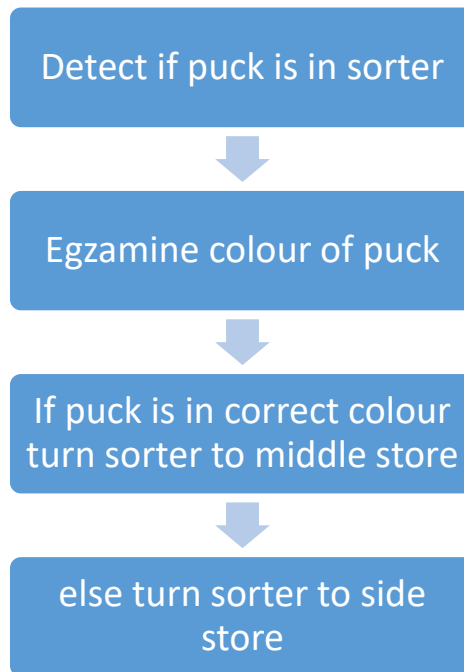 Detect if puck is in sorter
Egzamine colour of puck
If puck is in correct colour
turn sorter to middle store
else turn sorter to side
store